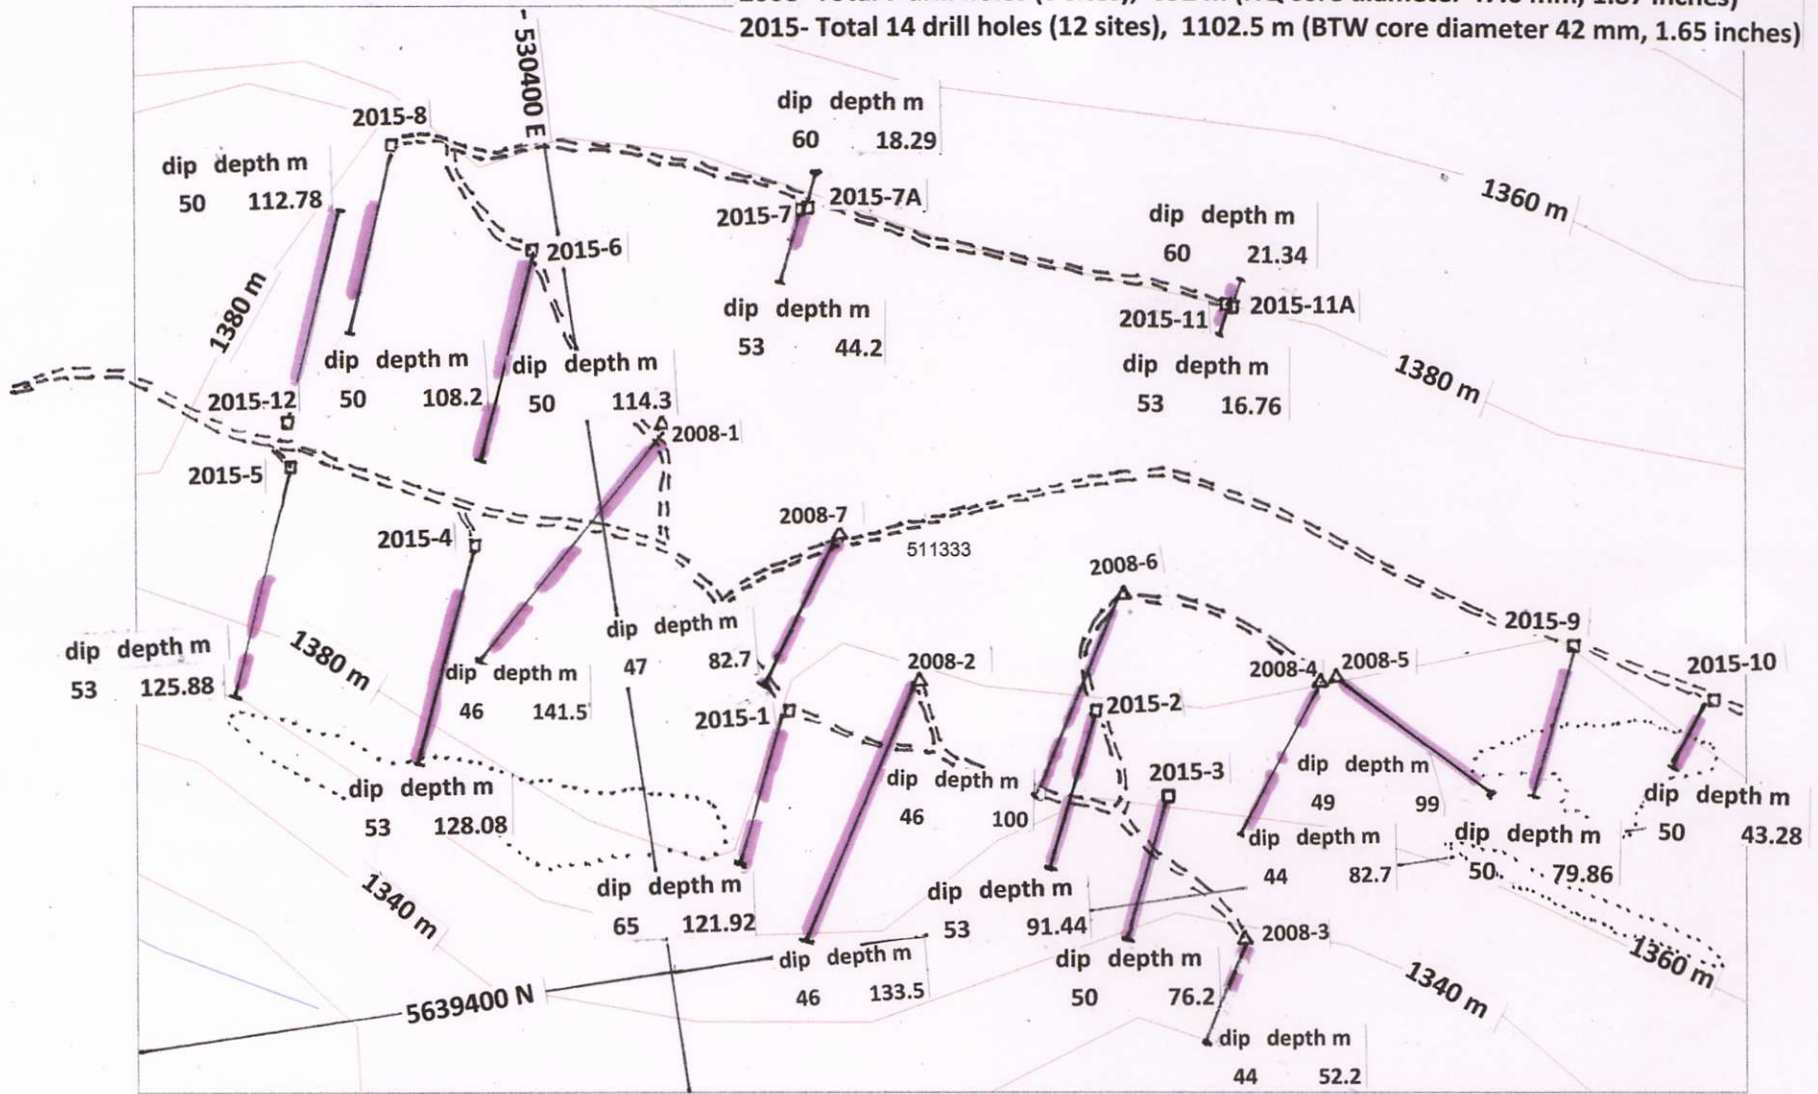 2015- Total 14 drill holes (12 sites), 1102.5 m (BTW core diameter 42 mm, 1.65 inches)
530400 E
2015-8
dip depth m
60 18.29
dip depth m
50 112.78
2015-7A
2015-7
1360 m
dip depth m
60 21.34
2015-6
1380 m
2015-11A
2015-11
dip depth m
53 44.2
dip depth m
50 108.2
dip depth m
50 114.3
dip depth m
53 16.76
1380 m
2015-12
2008-1
2015-5
2008-7
2015-4
511333
2008-6
2015-9
dip depth m
47 82.7
dip depth m
53 125.88
1380 m
2008-2
2008-4
2008-5
2015-10
dip depth m
46 141.5
2015-1
2015-2
2015-3
dip depth m
46 100
dip depth m
49 99
dip depth m
53 128.08
dip depth m
50 43.28
dip depth m
44 82.7
dip depth m
50 79.86
1340 m
dip depth m
65 121.92
dip depth m
53 91.44
2008-3
dip depth m
46 133.5
dip depth m
50 76.2
1360 m
1340 m
5639400 N
dip depth m
44 52.2